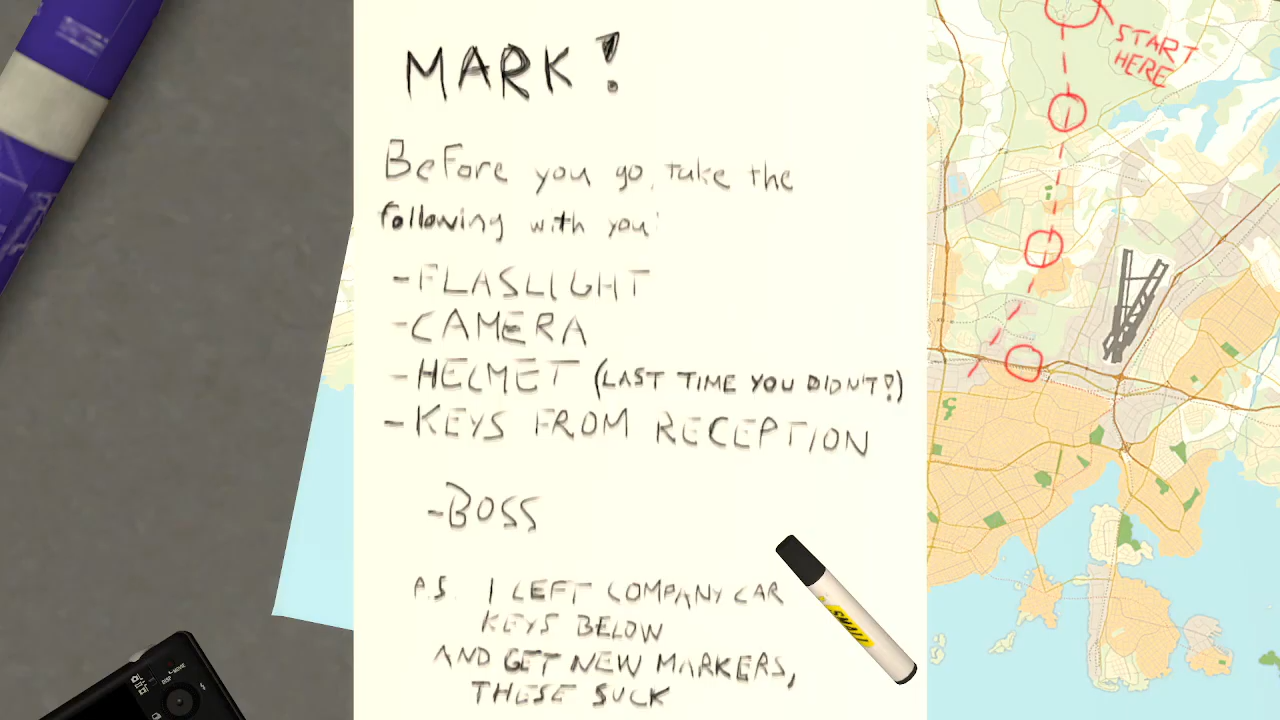 MARK!
Before you go, take the
following with you:
-FLASLIGHT
-CAMERA
-HELMET (LAST TIME YOU DIDN'T!)
-KEYS FROM RECEPTION
-BOSS
P.S. I LEFT COMPANY CAR
KEYS BELOW
AND GET NEW MARKERS,
THESE SUCK
START
HERE
SMALL